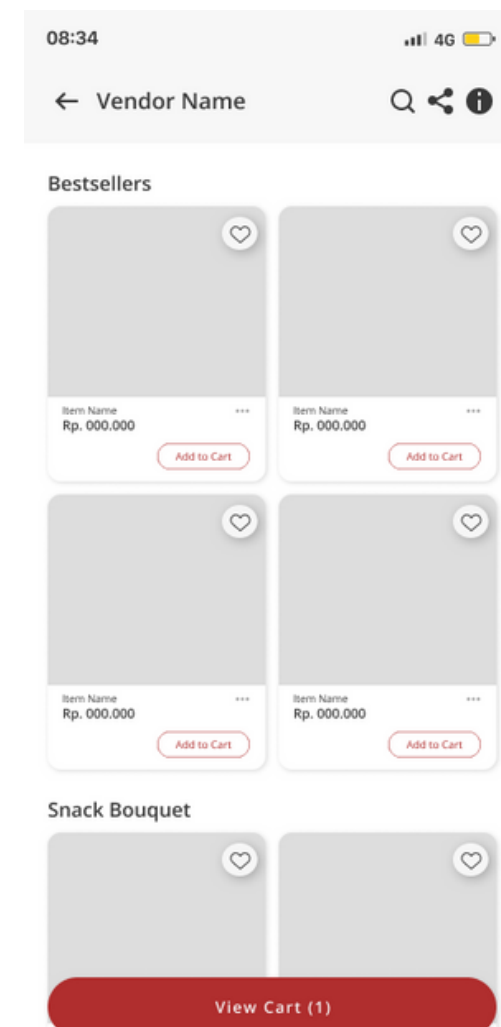 08:34 4G
Vendor Name
Bestsellers
Item Name
Rp. 000.000
Add to Cart
Item Name
Rp. 000.000
Add to Cart
Item Name
Rp. 000.000
Add to Cart
Item Name
Rp. 000.000
Add to Cart
Snack Bouquet
View Cart (1)